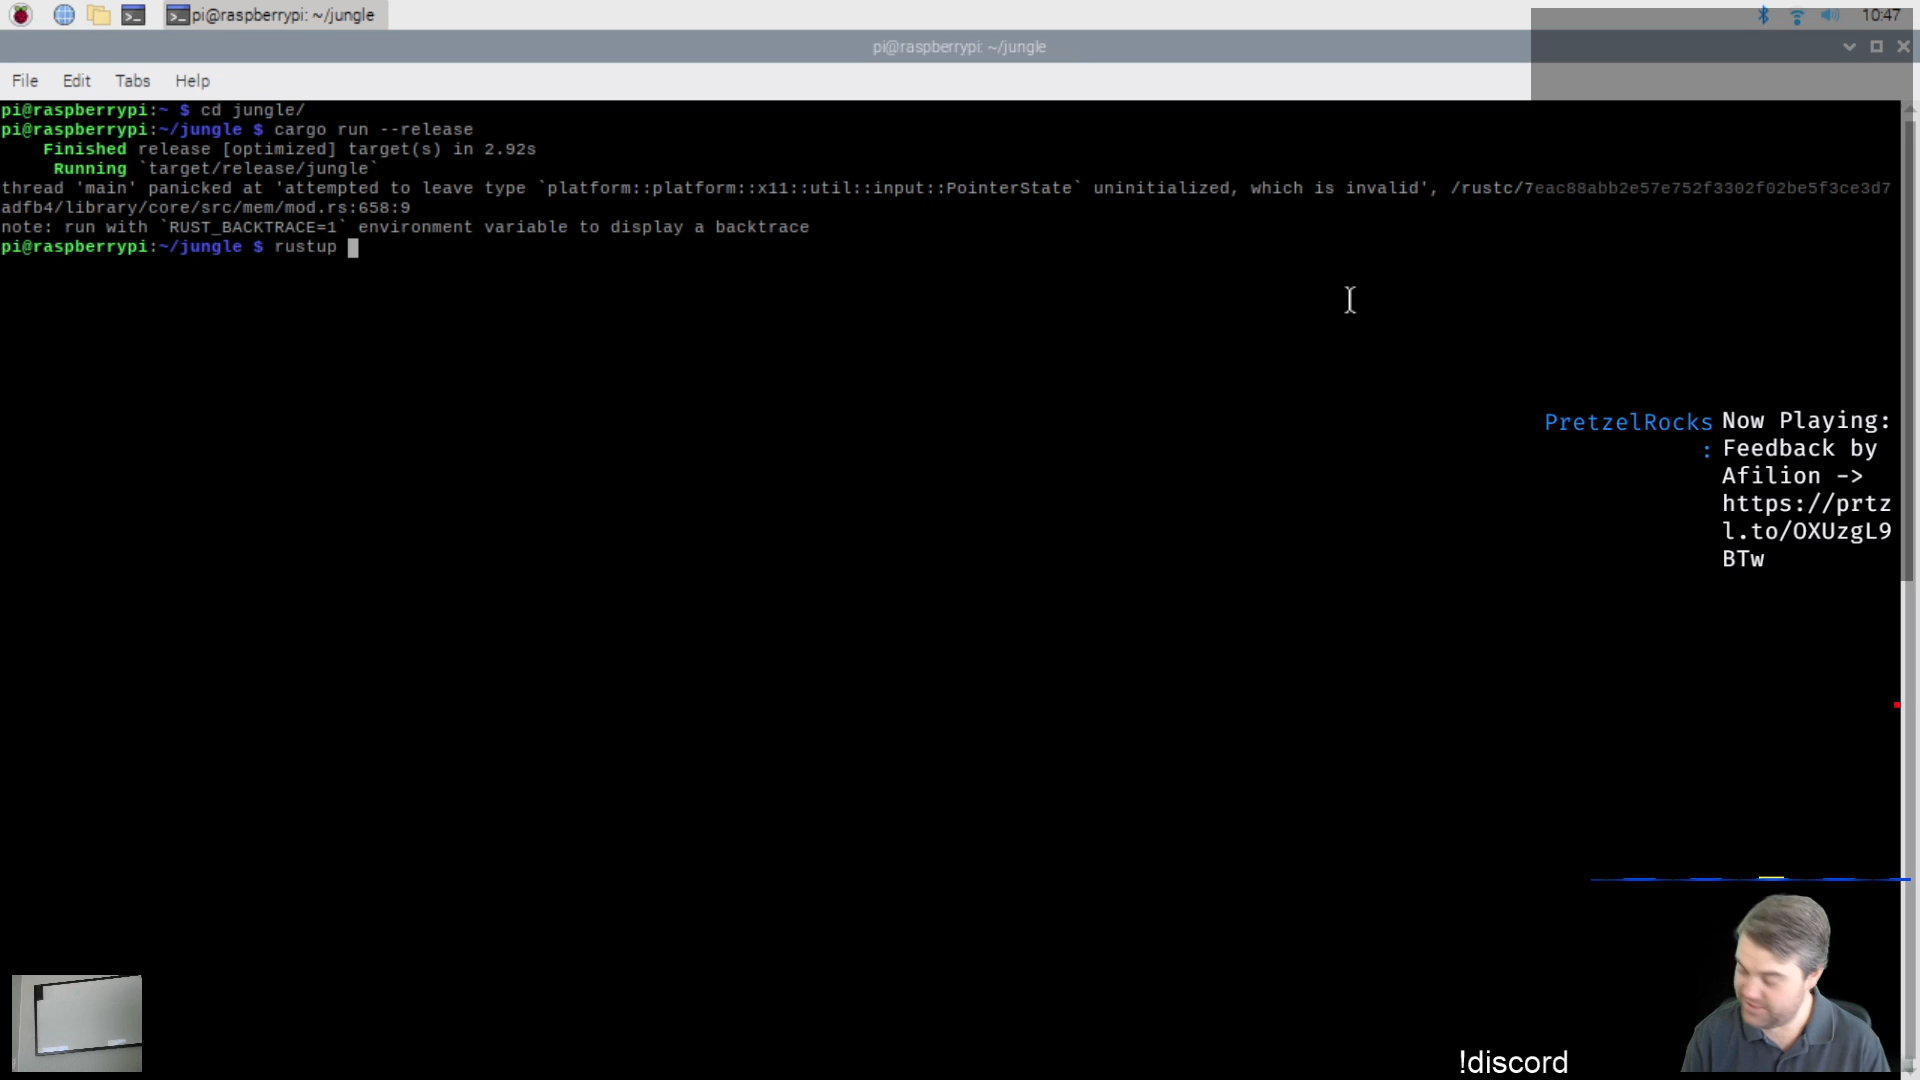 pi@raspberrypi: ~/jungle
10:47
pi@raspberrypi: ~/jungle
File Edit Tabs Help
pi@raspberrypi:~ $ cd jungle/
pi@raspberrypi:~/jungle $ cargo run --release
Finished release [optimized] target(s) in 2.92s
Running `target/release/jungle`
thread 'main' panicked at 'attempted to leave type `platform::platform::x11::util::input::PointerState` uninitialized, which is invalid', /rustc/7eac88abb2e57e752f3302f02be5f3ce3d7
adfb4/library/core/src/mem/mod.rs:658:9
note: run with `RUST_BACKTRACE=1` environment variable to display a backtrace
pi@raspberrypi:~/jungle $ rustup
PretzelRocks Now Playing:
: Feedback by
Afilion ->
https://prtz
l.to/OXUzgL9
BTw
!discord